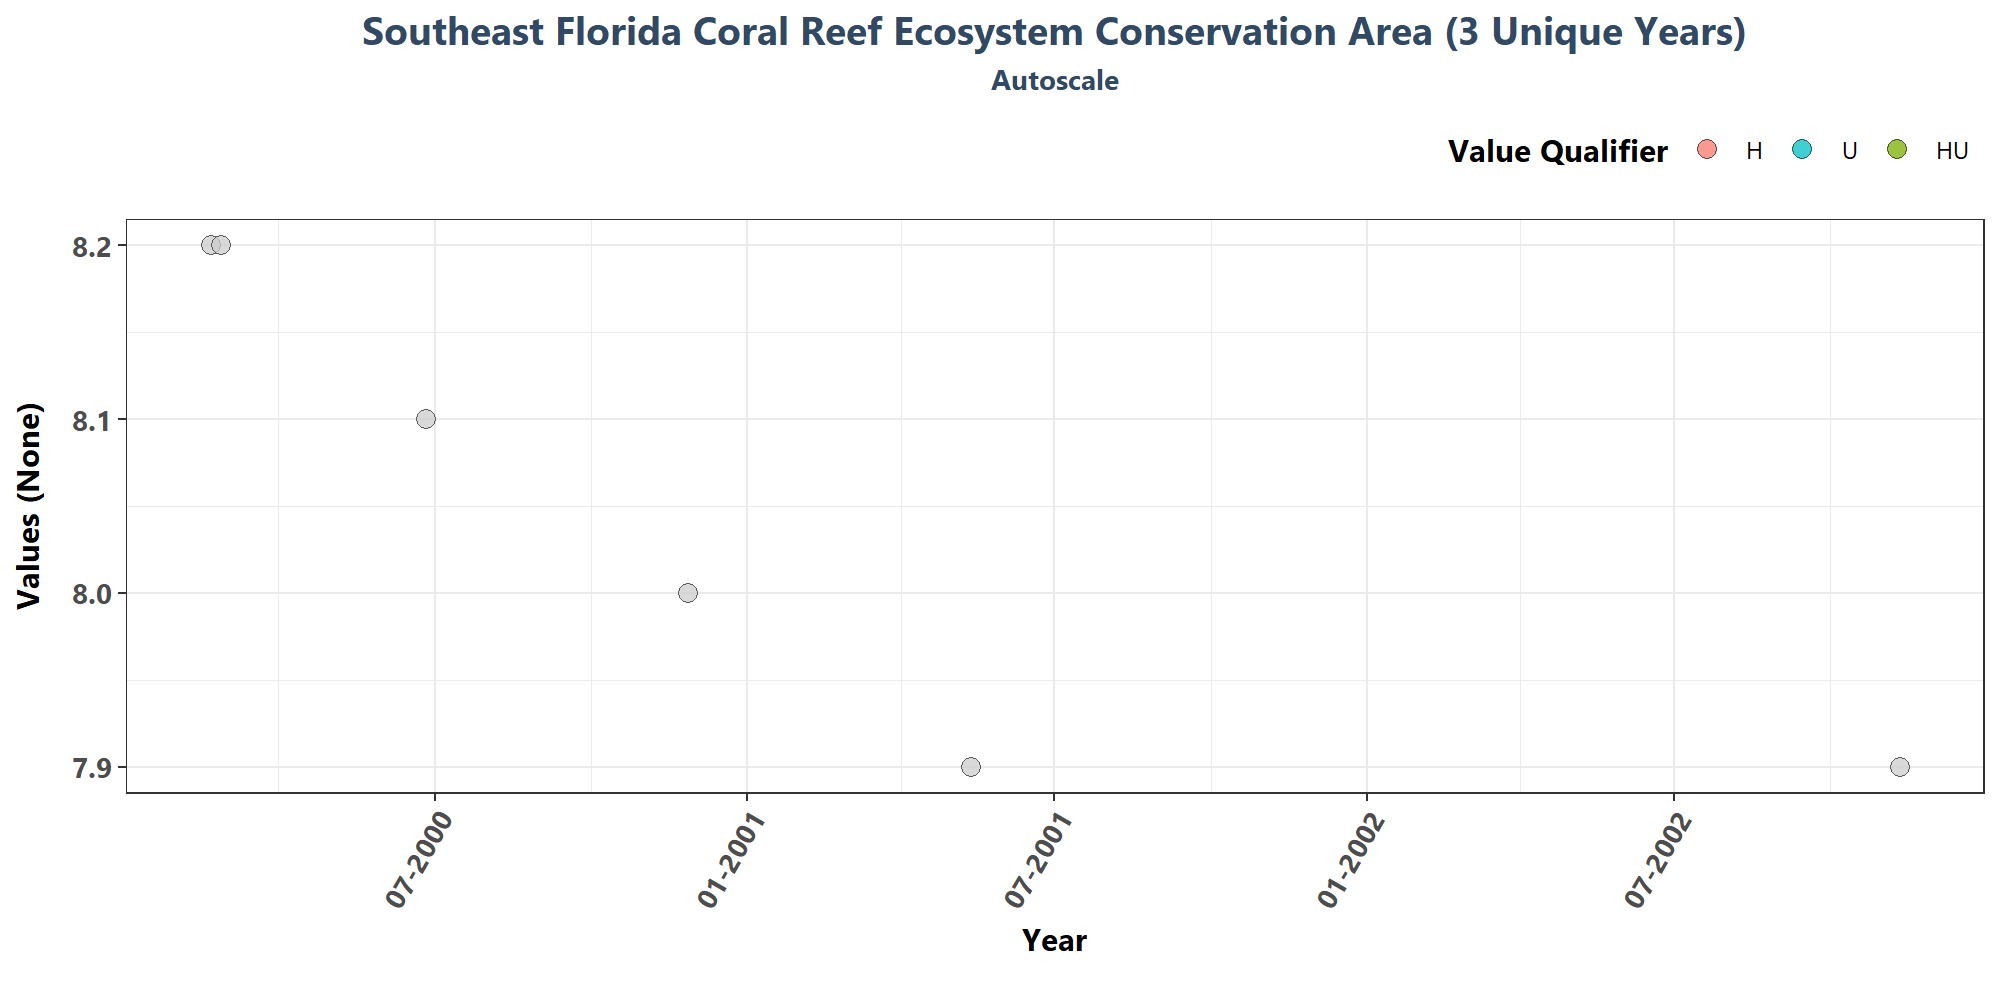 Southeast Florida Coral Reef Ecosystem Conservation Area (3 Unique Years)
Autoscale
Value Qualifier H U HU
Values (None)
8.2
8.1
8.0
7.9
07-2000 01-2001 07-2001 01-2002 07-2002
Year